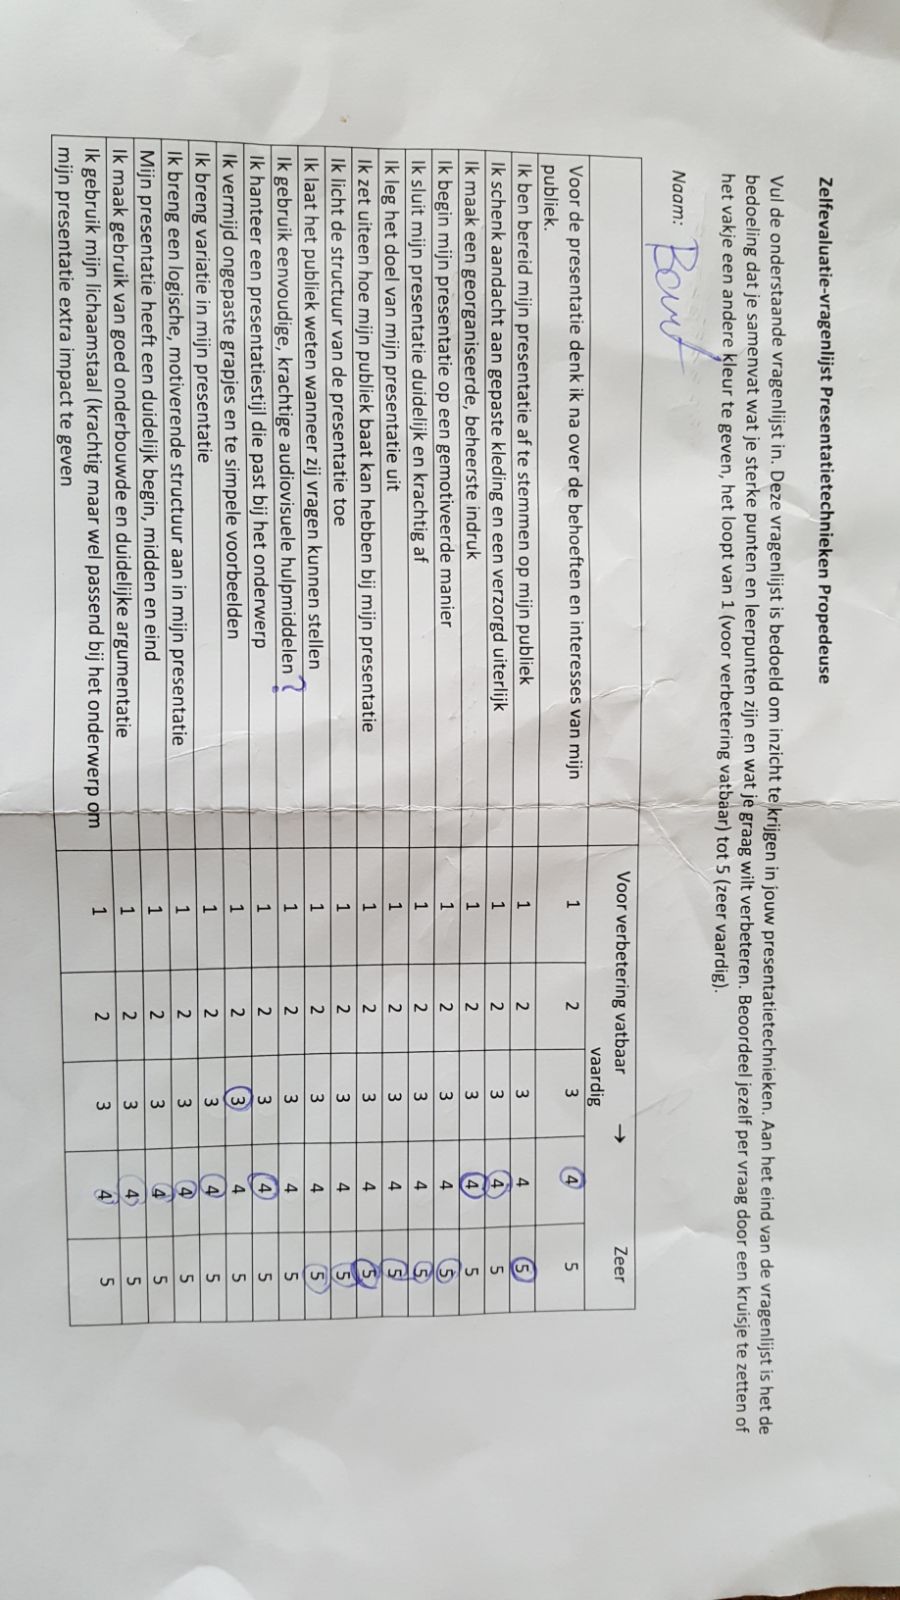 Zelfevaluatie-vragenlijst Presentatietechnieken Propedeuse
Vul de onderstaande vragenlijst in. Deze vragenlijst is bedoeld om inzicht te krijgen in jouw presentatietechnieken. Aan het eind van de vragenlijst is het de
bedoeling dat je samenvat wat je sterke punten en leerpunten zijn en wat je graag wilt verbeteren. Beoordeel jezelf per vraag door een kruisje te zetten of
het vakje een andere kleur te geven, het loopt van 1 (voor verbetering vatbaar) tot 5 (zeer vaardig).
Naam: Bart
Voor verbetering vatbaar → Zeer
vaardig
Voor de presentatie denk ik na over de behoeften en interesses van mijn 1 2 3 4 5
publiek.
Ik ben bereid mijn presentatie af te stemmen op mijn publiek 1 2 3 4 5
Ik schenk aandacht aan gepaste kleding en een verzorgd uiterlijk 1 2 3 4 5
Ik maak een georganiseerde, beheerste indruk 1 2 3 4 5
Ik begin mijn presentatie op een gemotiveerde manier 1 2 3 4 5
Ik sluit mijn presentatie duidelijk en krachtig af 1 2 3 4 5
Ik leg het doel van mijn presentatie uit 1 2 3 4 5
Ik zet uiteen hoe mijn publiek baat kan hebben bij mijn presentatie 1 2 3 4 5
Ik licht de structuur van de presentatie toe 1 2 3 4 5
Ik laat het publiek weten wanneer zij vragen kunnen stellen 1 2 3 4 5
Ik gebruik eenvoudige, krachtige audiovisuele hulpmiddelen ? 1 2 3 4 5
Ik hanteer een presentatiestijl die past bij het onderwerp 1 2 3 4 5
Ik vermijd ongepaste grapjes en te simpele voorbeelden 1 2 3 4 5
Ik breng variatie in mijn presentatie 1 2 3 4 5
Ik breng een logische, motiverende structuur aan in mijn presentatie 1 2 3 4 5
Mijn presentatie heeft een duidelijk begin, midden en eind 1 2 3 4 5
Ik maak gebruik van goed onderbouwde en duidelijke argumentatie 1 2 3 4 5
Ik gebruik mijn lichaamstaal (krachtig maar wel passend bij het onderwerp om 1 2 3 4 5
mijn presentatie extra impact te geven